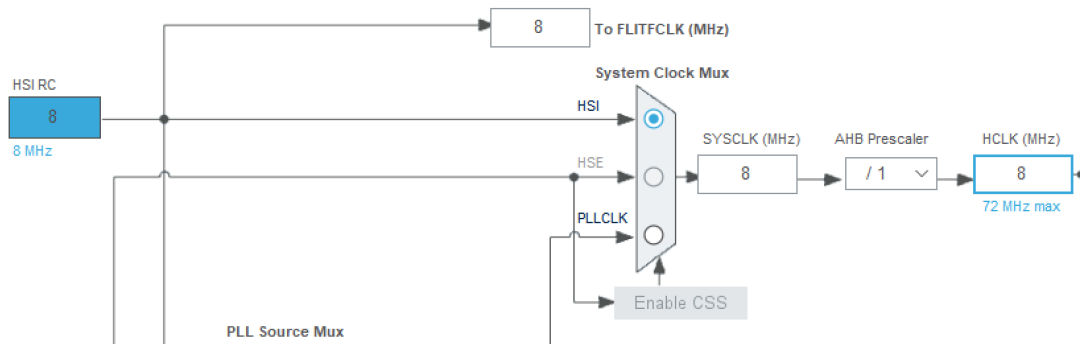 8
To FLITFCLK (MHz)
System Clock Mux
HSI RC
8
8 MHz
HSI
HSE
PLLCLK
SYSCLK (MHz)
8
AHB Prescaler
/ 1
HCLK (MHz)
8
72 MHz max
Enable CSS
PLL Source Mux